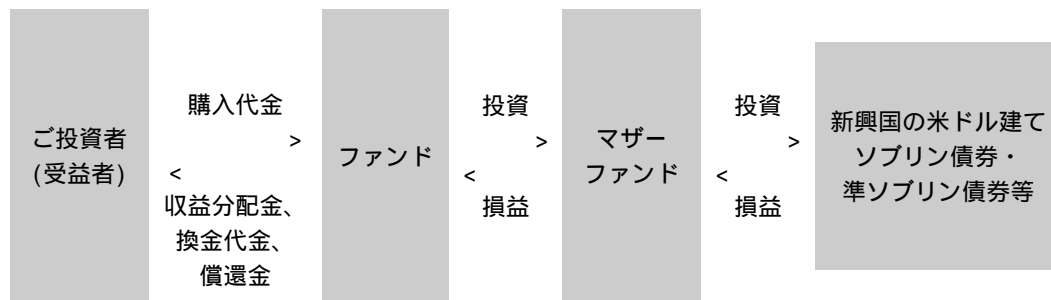 ご投資者
(受益者)
購入代金
>
<
収益分配金、
換金代金、
償還金
ファンド
投資
>
<
損益
マザー
ファンド
投資
>
<
損益
新興国の米ドル建て
ソブリン債券・
準ソブリン債券等